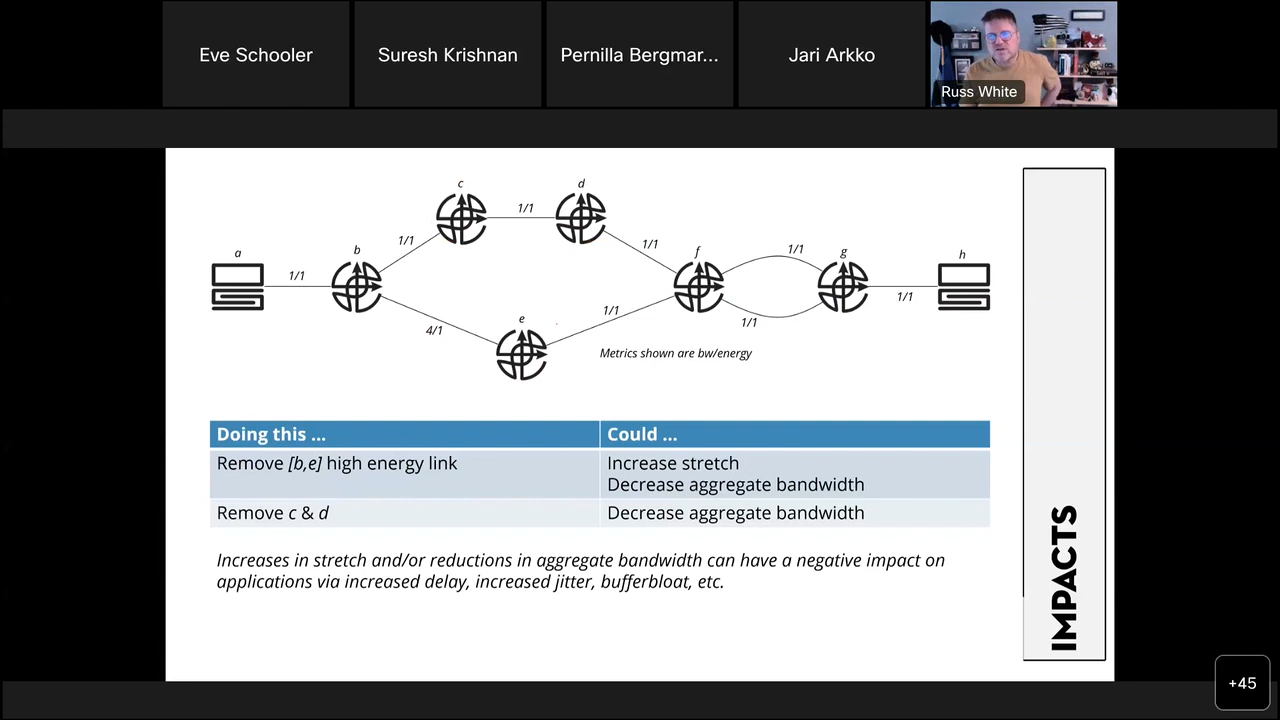 Eve Schooler
Suresh Krishnan
Pernilla Bergmar...
Jari Arkko
Russ White
c
d
1/1
a
b
1/1
1/1
f
1/1
g
h
1/1
4/1
e
1/1
1/1
1/1
Metrics shown are bw/energy
Doing this ...
Could ...
Remove [b,e] high energy link
Increase stretch
Decrease aggregate bandwidth
Remove c & d
Decrease aggregate bandwidth
Increases in stretch and/or reductions in aggregate bandwidth can have a negative impact on
applications via increased delay, increased jitter, bufferbloat, etc.
IMPACTS
+45